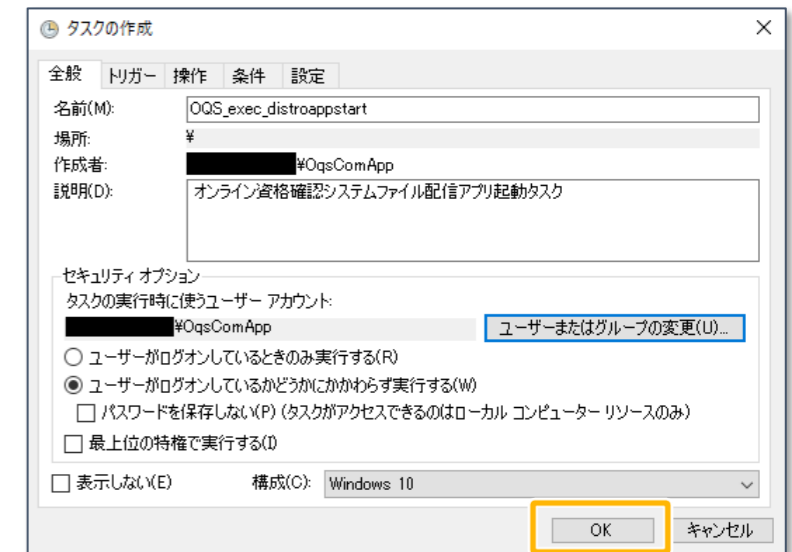 タスクの作成
全般 トリガー 操作 条件 設定
名前(M): OQS_exec_distroappstart
場所: ¥
作成者: ¥OqsComApp
説明(D): オンライン資格確認システムファイル配信アプリ起動タスク
セキュリティ オプション
タスクの実行時に使うユーザー アカウント:
¥OqsComApp ユーザーまたはグループの変更(U)...
ユーザーがログオンしているときのみ実行する(R)
ユーザーがログオンしているかどうかにかかわらず実行する(W)
パスワードを保存しない(P) (タスクがアクセスできるのはローカル コンピューター リソースのみ)
最上位の特権で実行する(I)
表示しない(E) 構成(C): Windows 10
OK キャンセル